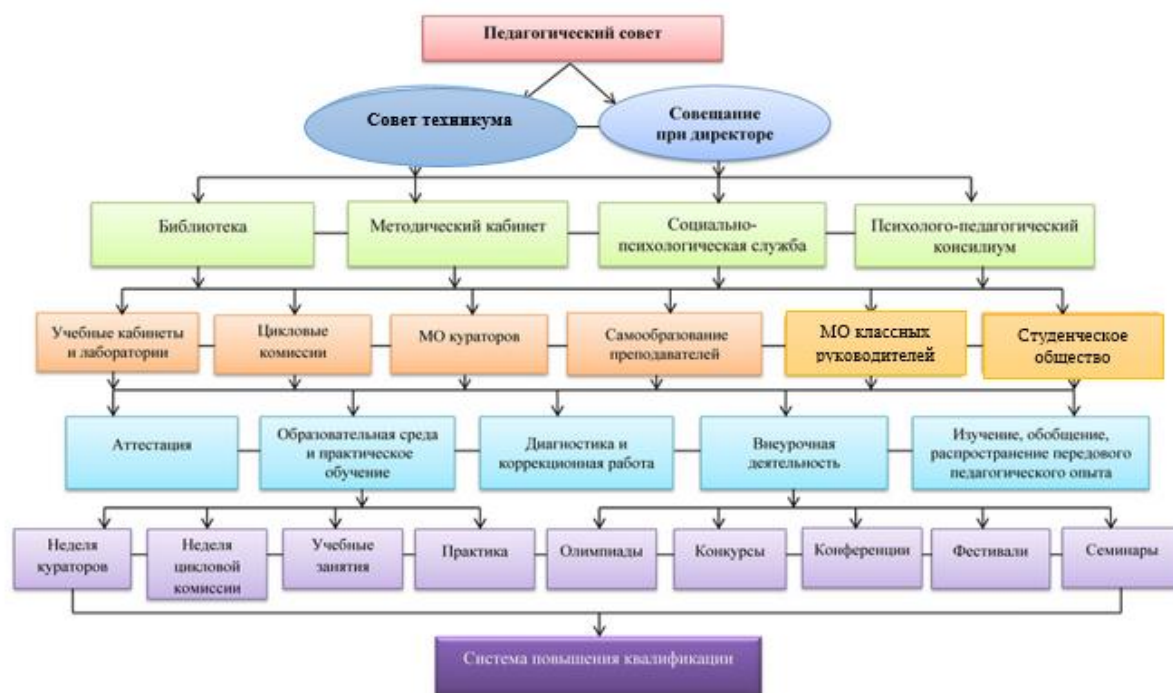 Педагогический совет
Совет техникума
Совещание
при директоре
Библиотека
Методический кабинет
Социально-
психологическая служба
Психолого-педагогический
консилиум
Учебные кабинеты
и лаборатории
Цикловые
комиссии
МО кураторов
Самообразование
преподавателей
МО классных
руководителей
Студенческое
общество
Аттестация
Образовательная среда
и практическое
обучение
Диагностика и
коррекционная работа
Внеурочная
деятельность
Изучение, обобщение,
распространение передового
педагогического опыта
Неделя
кураторов
Неделя
цикловой
комиссии
Учебные
занятия
Практика
Олимпиады
Конкурсы
Конференции
Фестивали
Семинары
Система повышения квалификации